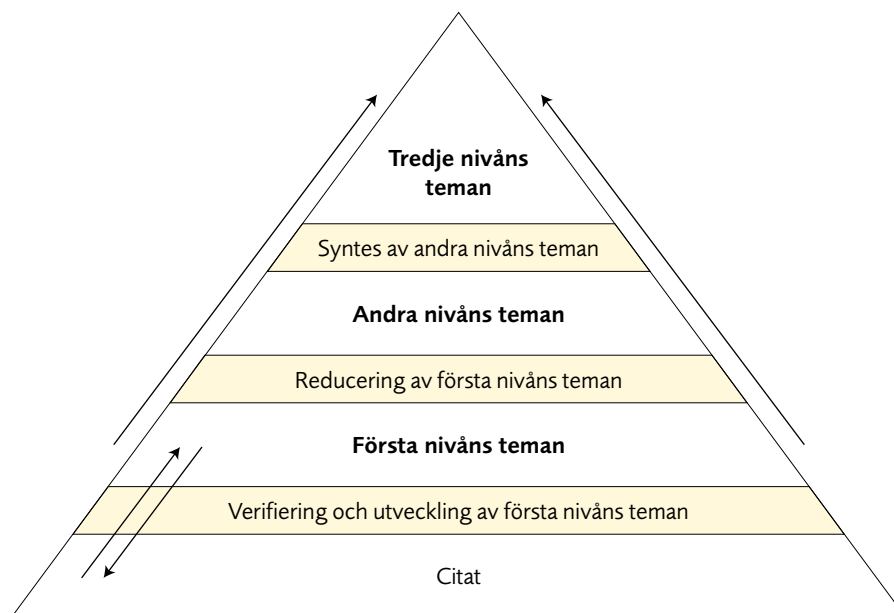 Tredje nivåns
teman
Syntes av andra nivåns teman
Andra nivåns teman
Reducering av första nivåns teman
Första nivåns teman
Verifiering och utveckling av första nivåns teman
Citat